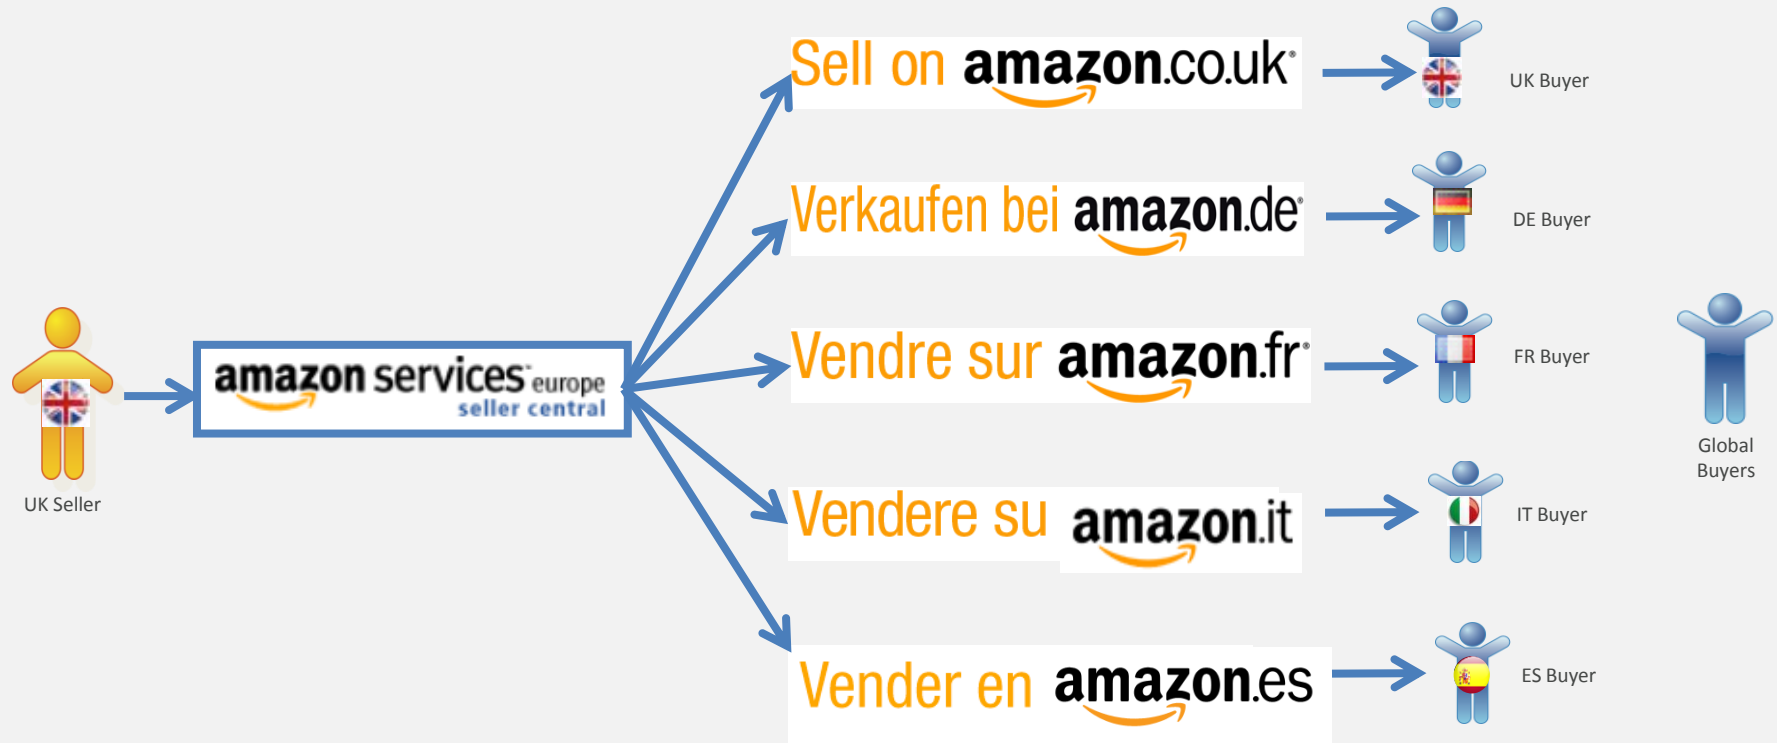 Sell on amazon.co.uk
UK Buyer
Verkaufen bei amazon.de
DE Buyer
Vendre sur amazon.fr
FR Buyer
amazon services europe
seller central
UK Seller
Global
Buyers
Vendere su amazon.it
IT Buyer
Vender en amazon.es
ES Buyer